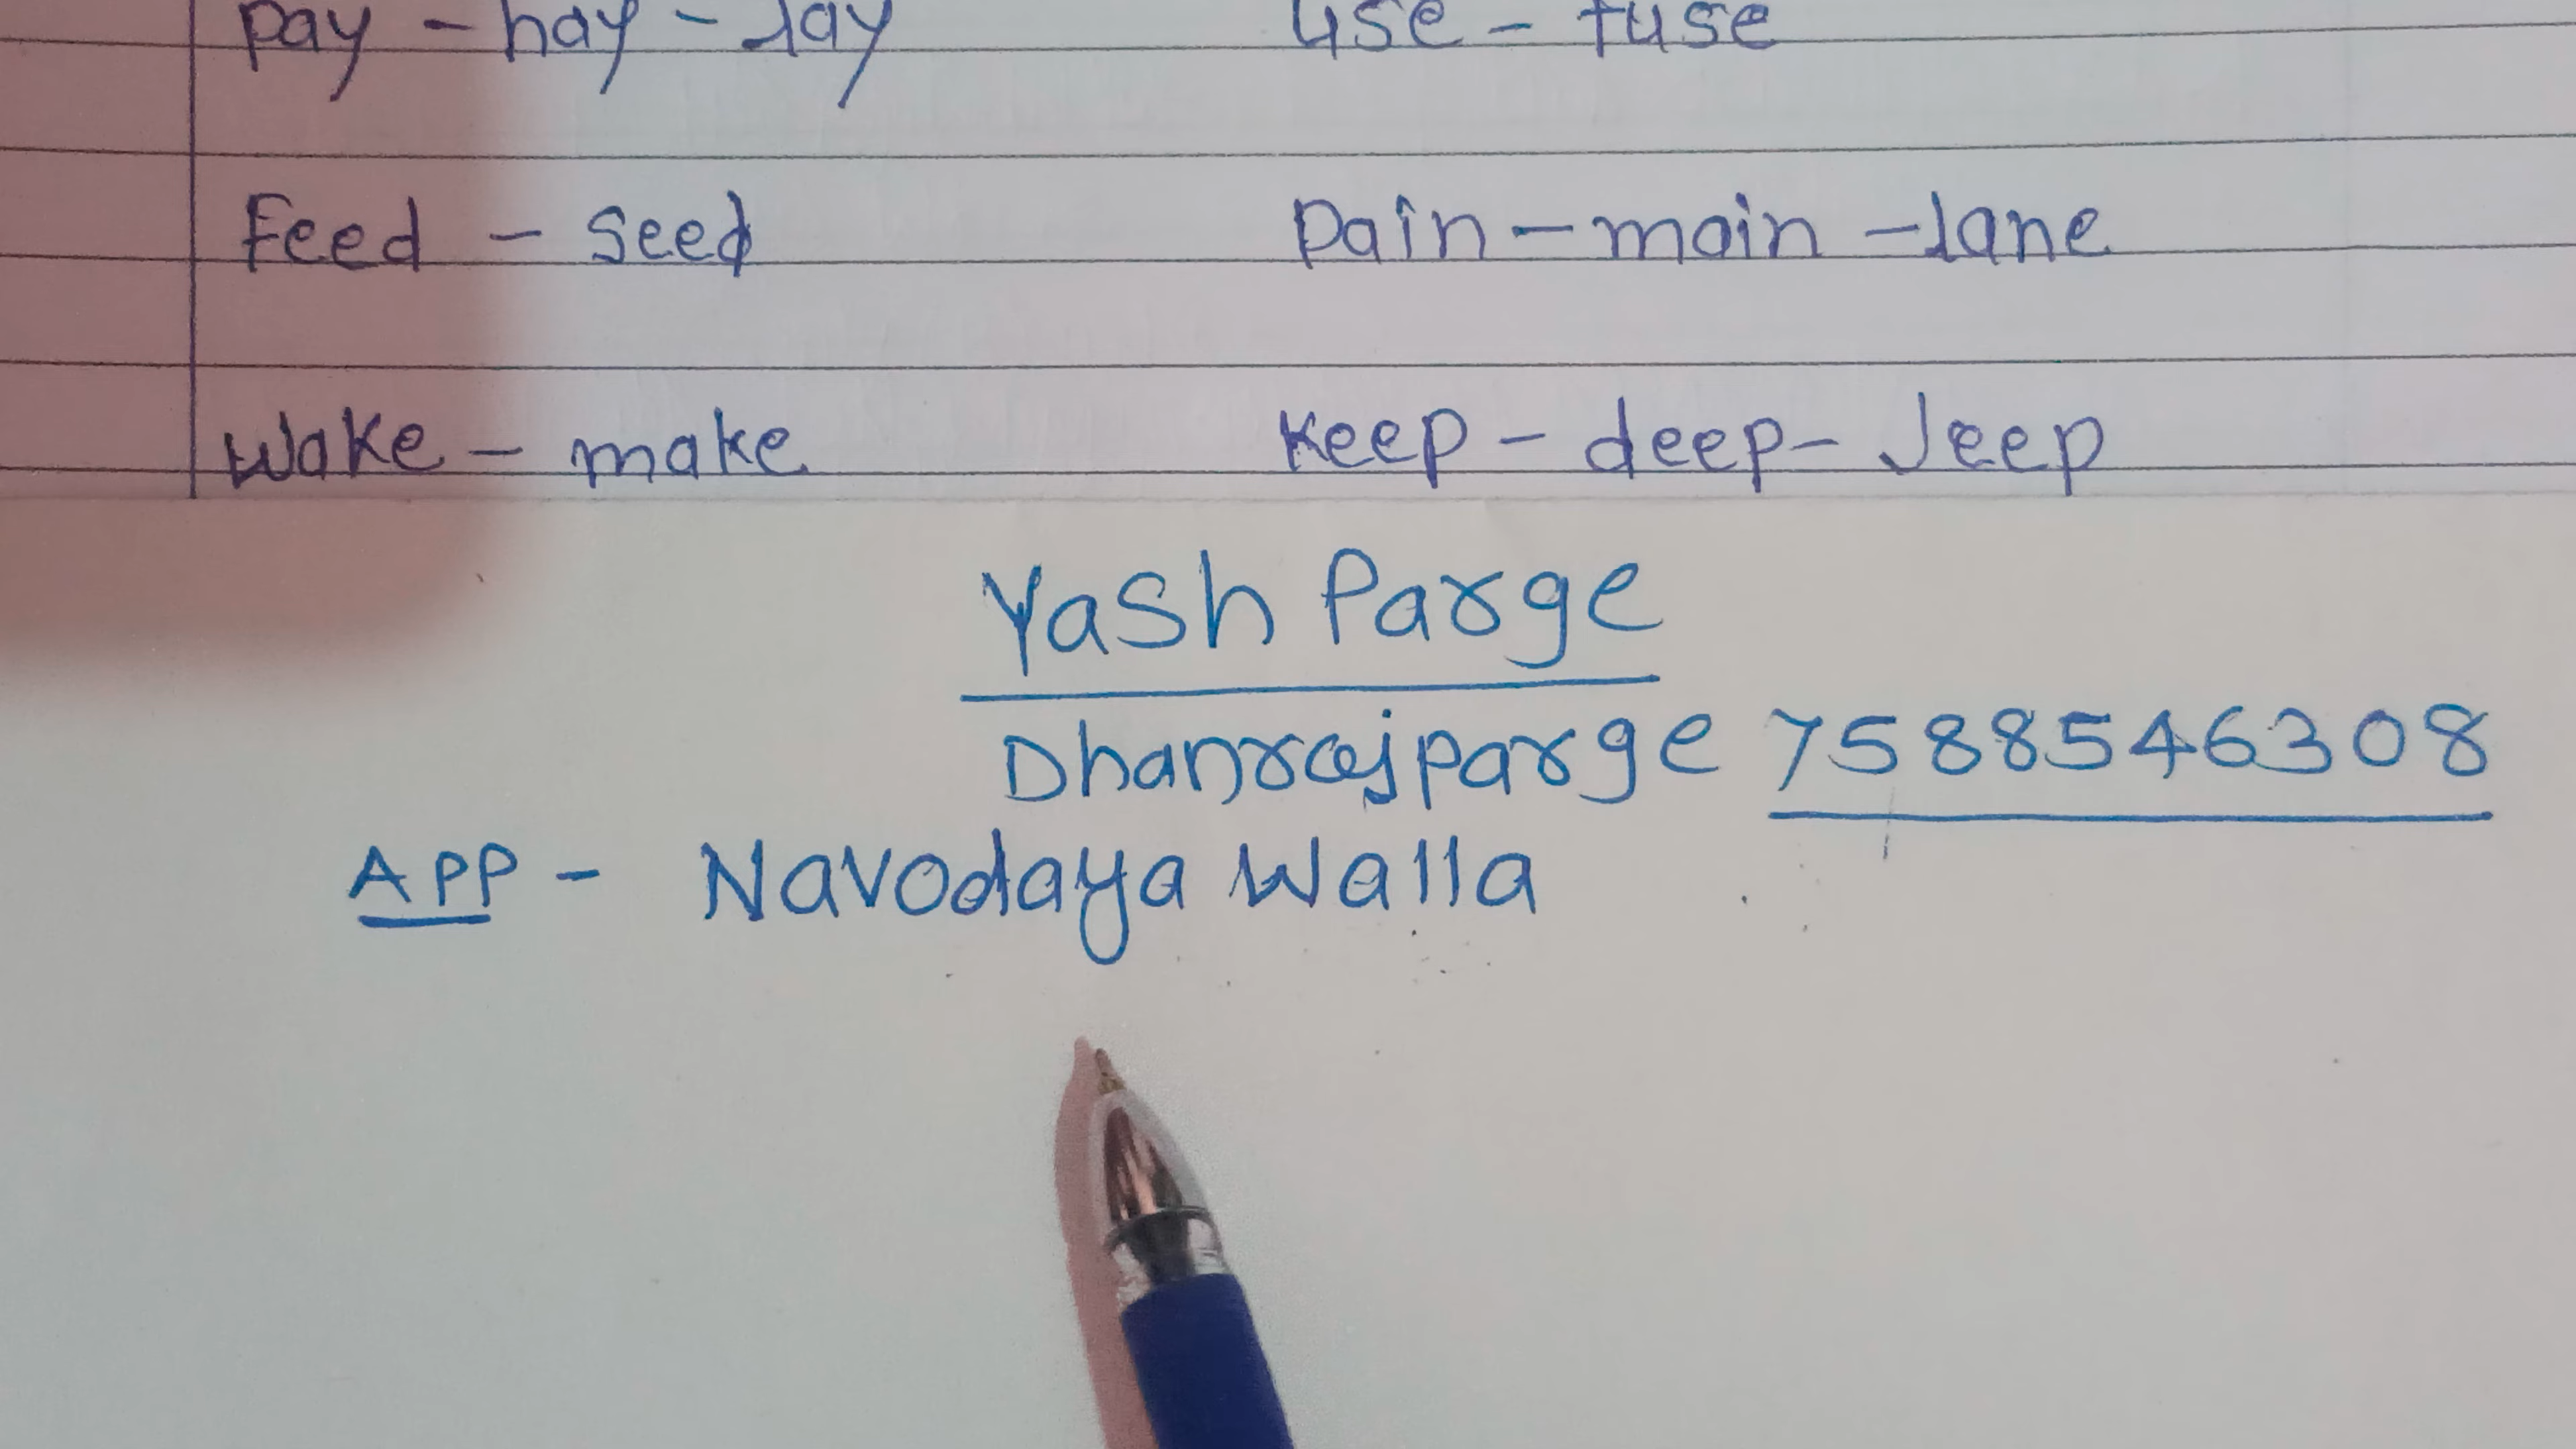 pay - hay - lay use - fuse
Feed - seed Pain - main - lane
Wake - make Keep - deep - Jeep
Yash Parge
Dhanrajparge 7588546308
APP - Navodaya Walla